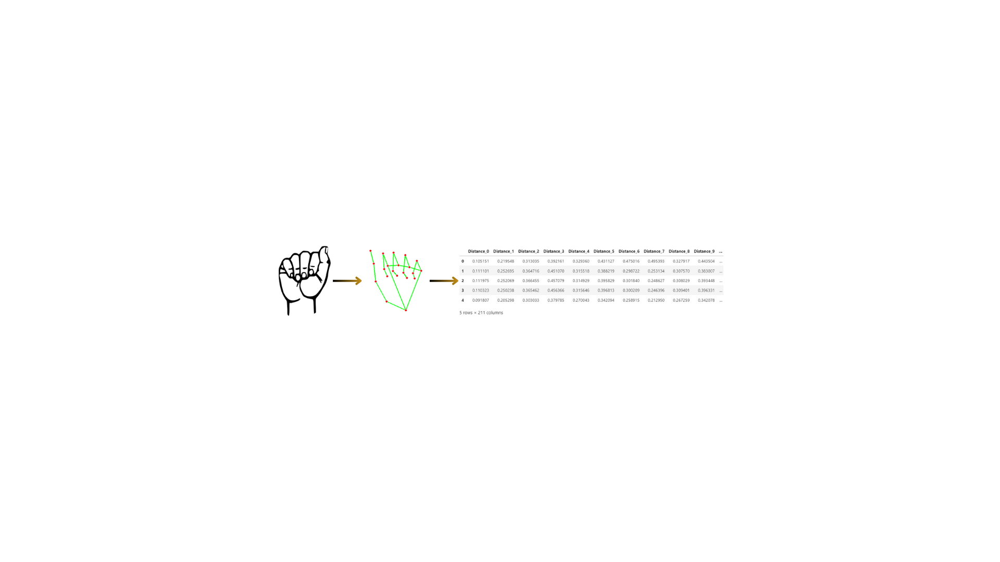 Distance_0 Distance_1 Distance_2 Distance_3 Distance_4 Distance_5 Distance_6 Distance_7 Distance_8 Distance_9 ...
0 0.105151 0.219548 0.313035 0.392161 0.329360 0.431127 0.475016 0.495393 0.327917 0.443504 ...
1 0.111101 0.252695 0.364716 0.451070 0.315518 0.388219 0.298722 0.253134 0.307570 0.383007 ...
2 0.111975 0.252069 0.366455 0.457079 0.314929 0.395829 0.301840 0.248627 0.308029 0.393448 ...
3 0.110323 0.250238 0.365462 0.456366 0.315646 0.396813 0.300209 0.246396 0.309401 0.396331 ...
4 0.091807 0.205298 0.303033 0.379785 0.270043 0.342094 0.258915 0.212950 0.267259 0.342078 ...
5 rows × 211 columns